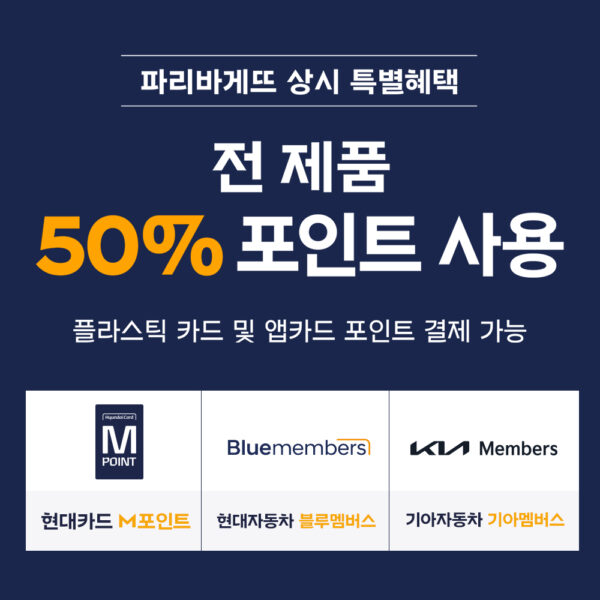 파리바게뜨 상시 특별혜택
전 제품
50% 포인트 사용
플라스틱 카드 및 앱카드 포인트 결제 가능
HyundaiCard
M
POINT
Bluemembers
KIA Members
현대카드 M포인트
현대자동차 블루멤버스
기아자동차 기아멤버스